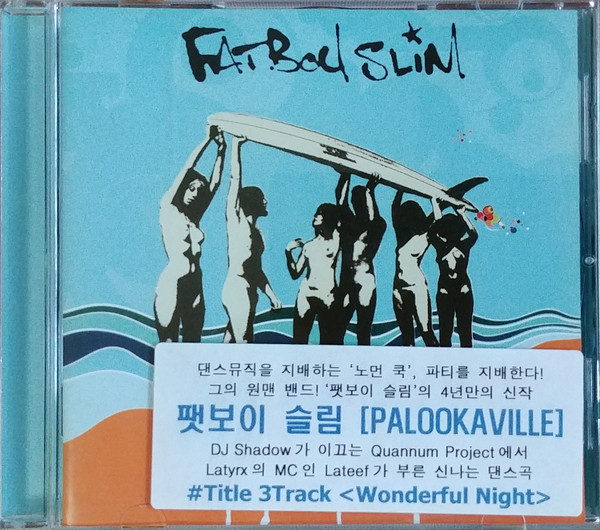 FATBOY SLIM
댄스뮤직을 지배하는 '노먼 쿡', 파티를 지배한다!
그의 원맨 밴드! '팻보이 슬림'의 4년만의 신작
팻보이 슬림 [PALOOKAVILLE]
DJ Shadow가 이끄는 Quannum Project에서
Latyrx의 MC인 Lateef가 부른 신나는 댄스곡
#Title 3Track <Wonderful Night>